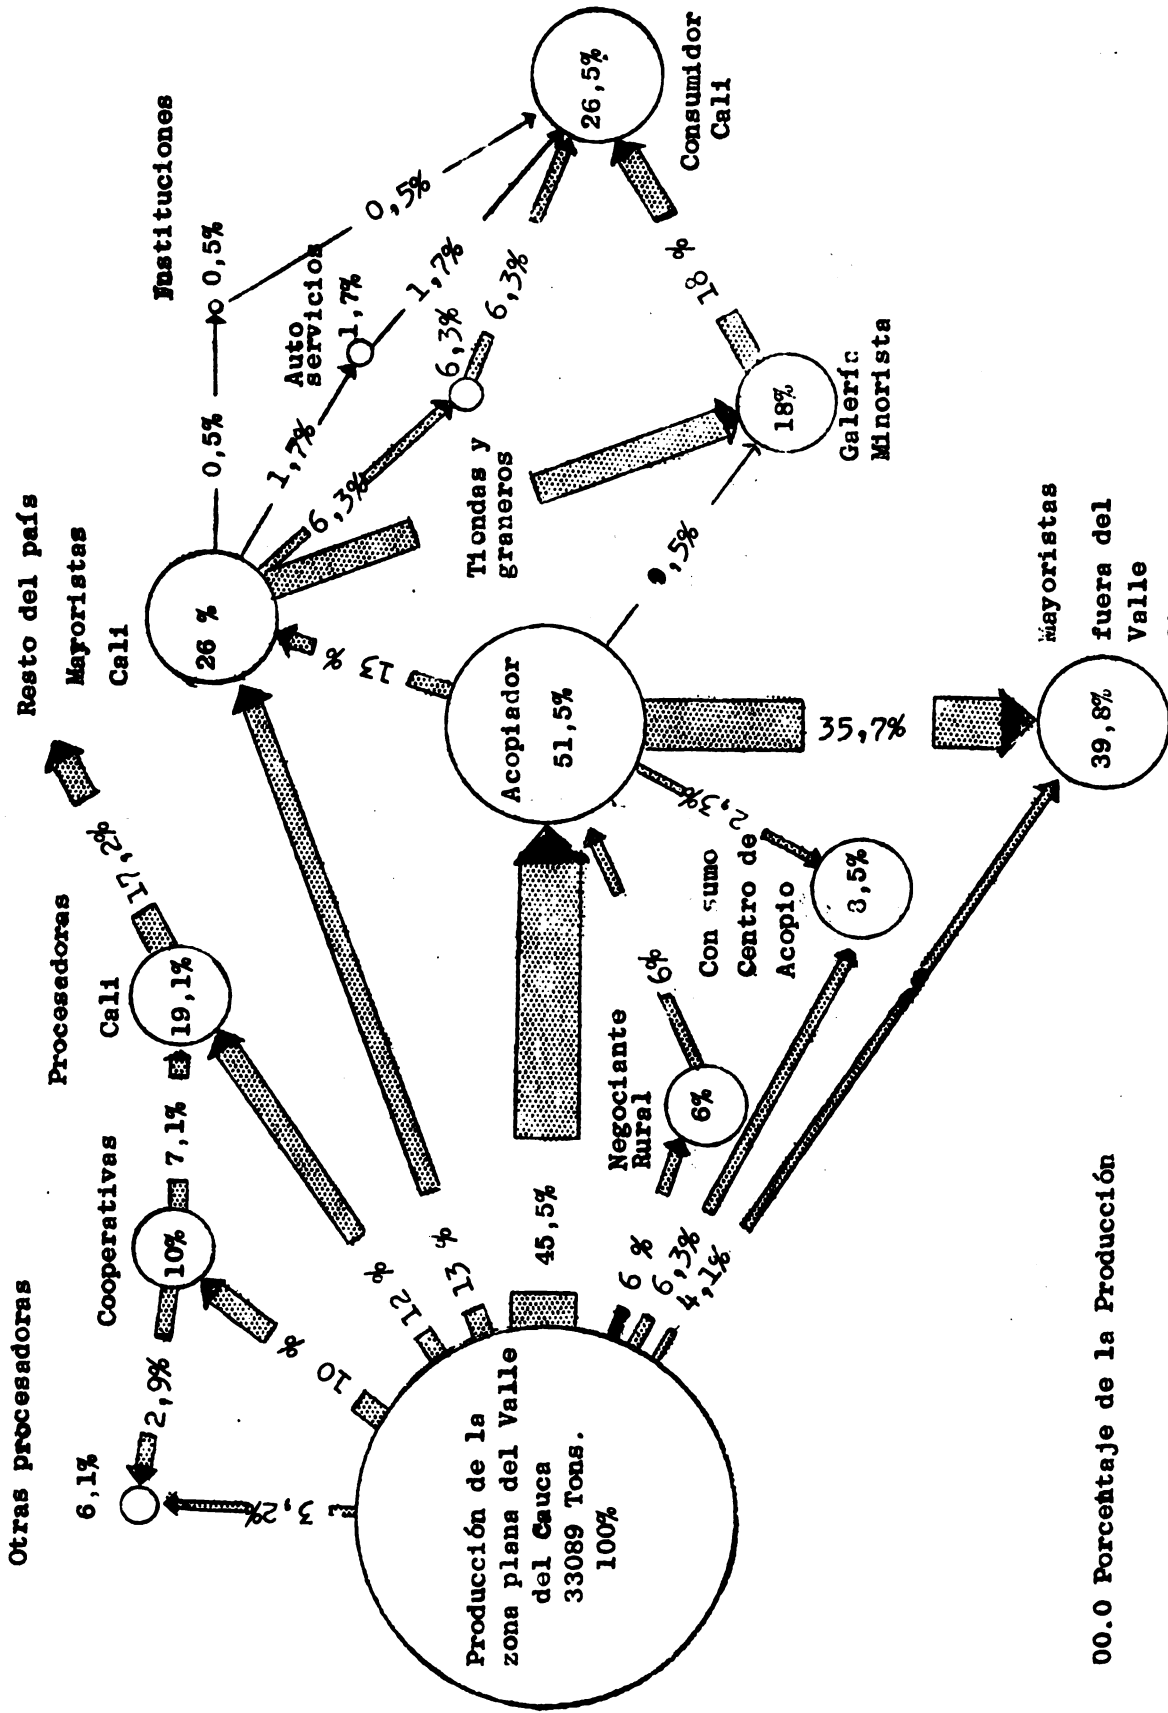 Otras procesadoras
6,1%
2,9%
3,2%
Cooperativas
10%
7,1%
10 %
Procesadoras
Cali
19,1%
17,2%
12 %
Resto del país
Mayoristas
Cali
26 %
13 %
13 %
Instituciones
0,5%
0,5%
0,5%
Auto
servicios
1,7%
1,7%
1,7%
6,3%
6,3%
6,3%
Tiendas y
graneros
Consumidor
Cali
26,5%
18 %
Galería
Minorista
18%
,5%
Acopiador
51,5%
45,5%
Producción de la
zona plana del Valle
del Cauca
33089 Tons.
100%
Negociante
Rural
6%
6%
6 %
6,3%
4,1%
Con sumo
Centro de
Acopio
3,5%
2,3%
35,7%
Mayoristas
fuera del
Valle
39,8%
00.0 Porcentaje de la Producción